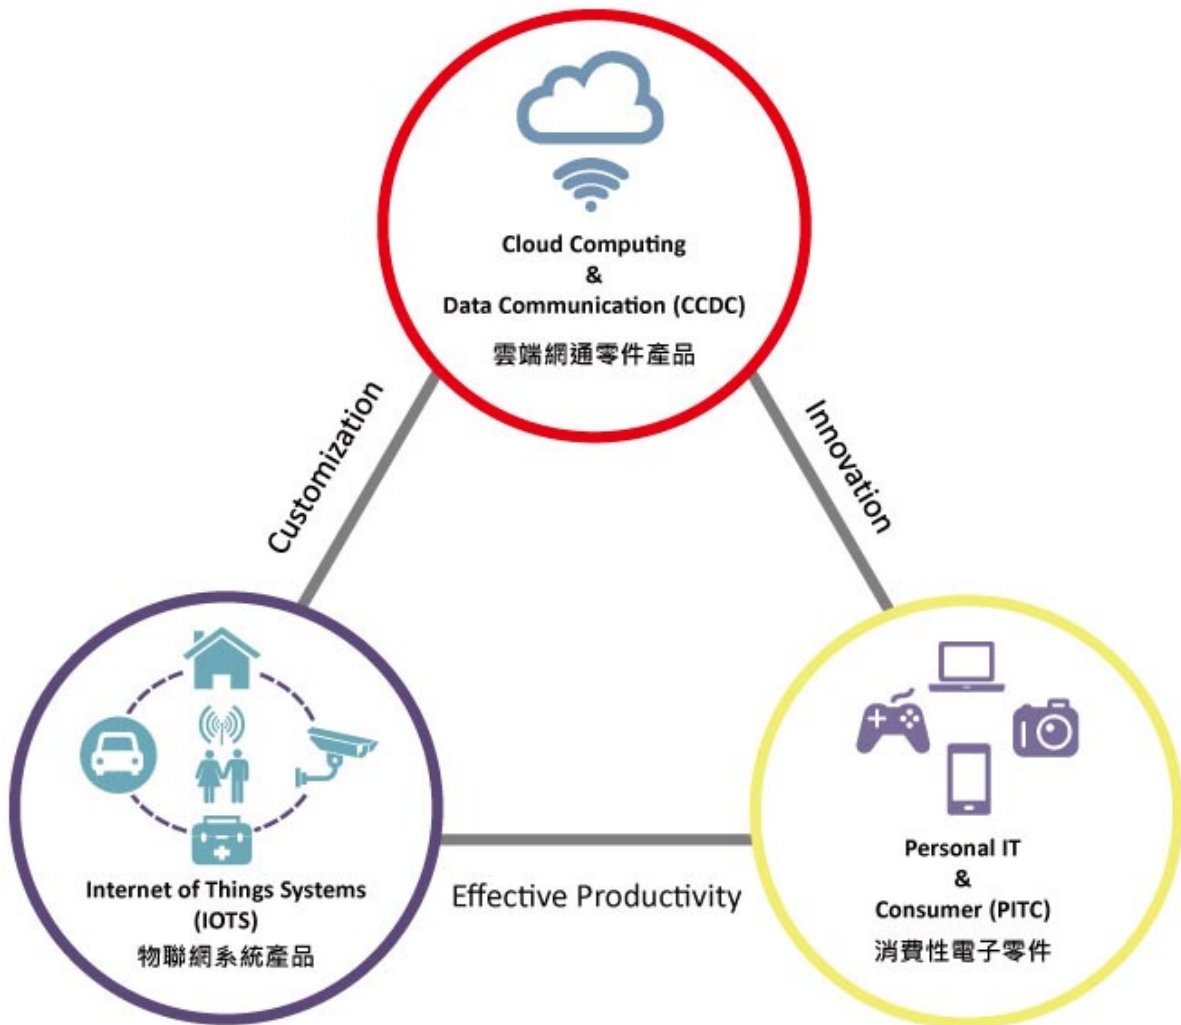 Cloud Computing
&
Data Communication (CCDC)
雲端網通零件產品
Customization
Innovation
Internet of Things Systems
(IOTS)
物聯網系統產品
Effective Productivity
Personal IT
&
Consumer (PITC)
消費性電子零件